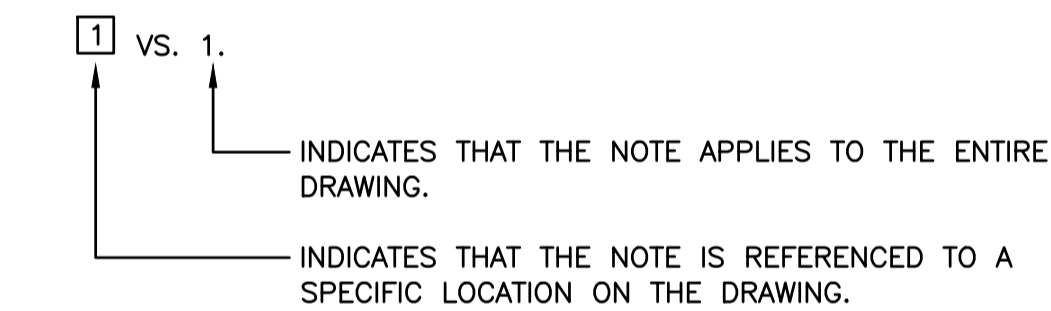 1 VS. 1.
INDICATES THAT THE NOTE APPLIES TO THE ENTIRE
DRAWING.
INDICATES THAT THE NOTE IS REFERENCED TO A
SPECIFIC LOCATION ON THE DRAWING.